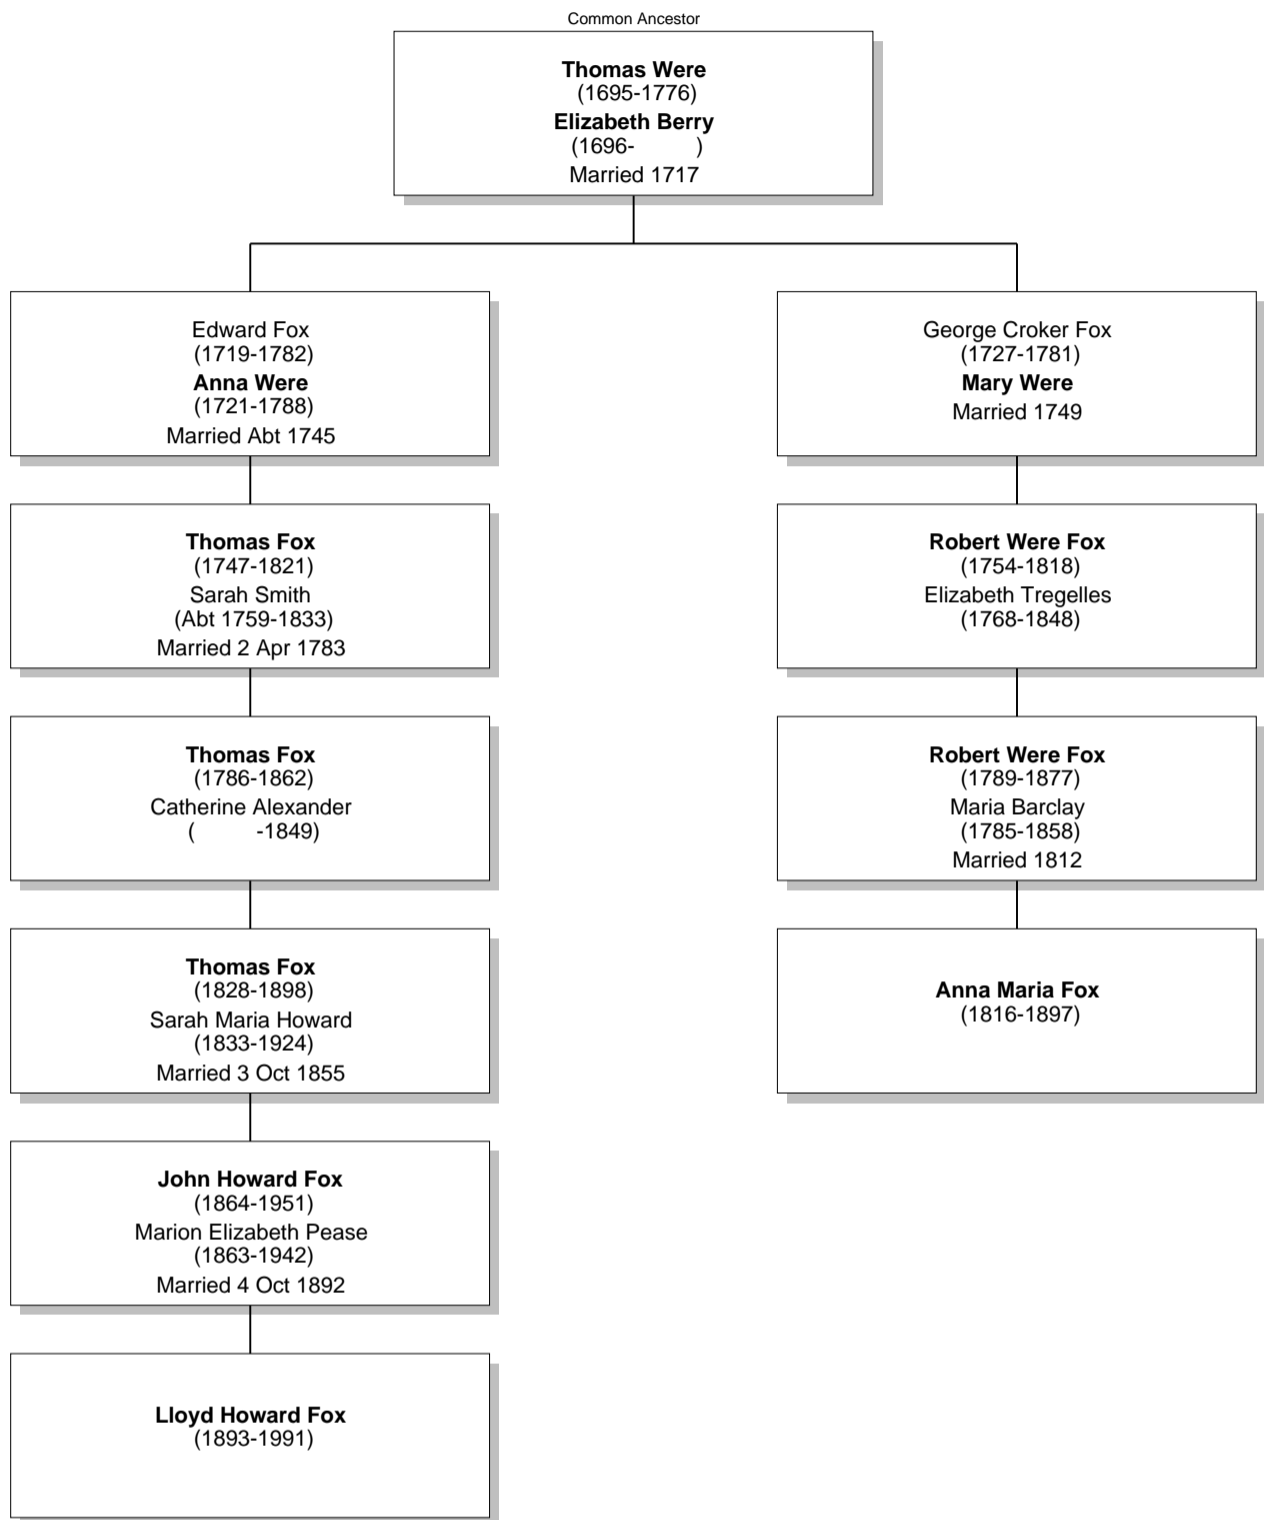 Common Ancestor
Thomas Were
(1695-1776)
Elizabeth Berry
(1696- )
Married 1717
Edward Fox
(1719-1782)
Anna Were
(1721-1788)
Married Abt 1745
George Croker Fox
(1727-1781)
Mary Were
Married 1749
Thomas Fox
(1747-1821)
Sarah Smith
(Abt 1759-1833)
Married 2 Apr 1783
Robert Were Fox
(1754-1818)
Elizabeth Tregelles
(1768-1848)
Thomas Fox
(1786-1862)
Catherine Alexander
( -1849)
Robert Were Fox
(1789-1877)
Maria Barclay
(1785-1858)
Married 1812
Thomas Fox
(1828-1898)
Sarah Maria Howard
(1833-1924)
Married 3 Oct 1855
Anna Maria Fox
(1816-1897)
John Howard Fox
(1864-1951)
Marion Elizabeth Pease
(1863-1942)
Married 4 Oct 1892
Lloyd Howard Fox
(1893-1991)